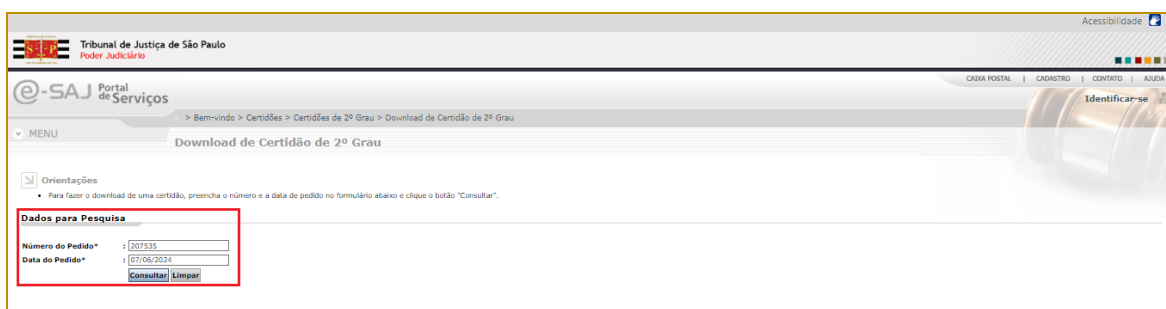 Acessibilidade
S P
Tribunal de Justiça de São Paulo
Poder Judiciário
CAIXA POSTAL | CADASTRO | CONTATO | AJUDA
e-SAJ Portal de Serviços
Identificar-se
> Bem-vindo > Certidões > Certidões de 2º Grau > Download de Certidão de 2º Grau
MENU
Download de Certidão de 2º Grau
Orientações
• Para fazer o download de uma certidão, preencha o número e a data de pedido no formulário abaixo e clique o botão "Consultar".
Dados para Pesquisa
Número do Pedido* : 207535
Data do Pedido* : 07/06/2024
Consultar Limpar